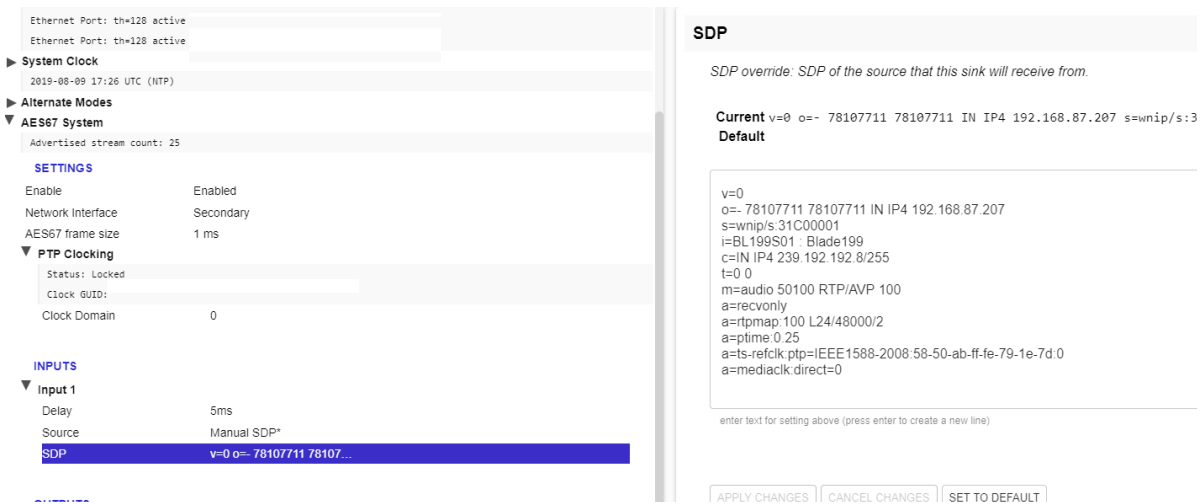 Ethernet Port: th=128 active
Ethernet Port: th=128 active
System Clock
2019-08-09 17:26 UTC (NTP)
Alternate Modes
AES67 System
Advertised stream count: 25
SETTINGS
Enable Enabled
Network Interface Secondary
AES67 frame size 1 ms
PTP Clocking
Status: Locked
Clock GUID:
Clock Domain 0
INPUTS
Input 1
Delay 5ms
Source Manual SDP*
SDP v=0 o=- 78107711 78107...
OUTPUTS
SDP
SDP override: SDP of the source that this sink will receive from.
Current v=0 o=- 78107711 78107711 IN IP4 192.168.87.207 s=wnip/s:3
Default
v=0
o=- 78107711 78107711 IN IP4 192.168.87.207
s=wnip/s:31C00001
i=BL199S01 : Blade199
c=IN IP4 239.192.192.8/255
t=0 0
m=audio 50100 RTP/AVP 100
a=recvonly
a=rtpmap:100 L24/48000/2
a=ptime:0.25
a=ts-refclk:ptp=IEEE1588-2008:58-50-ab-ff-fe-79-1e-7d:0
a=mediaclk:direct=0
enter text for setting above (press enter to create a new line)
APPLY CHANGES CANCEL CHANGES SET TO DEFAULT